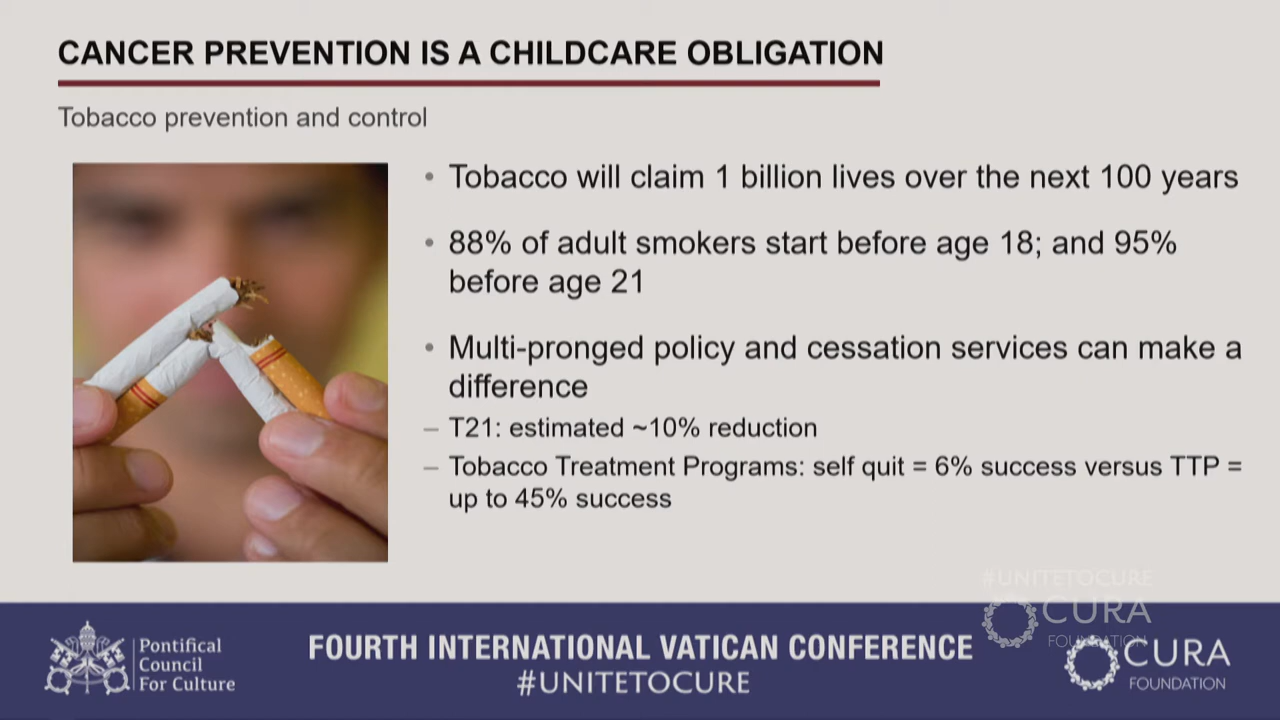 CANCER PREVENTION IS A CHILDCARE OBLIGATION
Tobacco prevention and control
• Tobacco will claim 1 billion lives over the next 100 years
• 88% of adult smokers start before age 18; and 95%
before age 21
• Multi-pronged policy and cessation services can make a
difference
– T21: estimated ~10% reduction
– Tobacco Treatment Programs: self quit = 6% success versus TTP =
up to 45% success
#UNITETOCURE
CURA
FOUNDATION
Pontifical
Council
For Culture
FOURTH INTERNATIONAL VATICAN CONFERENCE
#UNITETOCURE
CURA
FOUNDATION